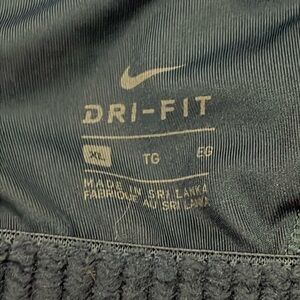 DRI-FIT
XL TG EG
MADE IN SRI LANKA
FABRIQUÉ AU SRI LANKA